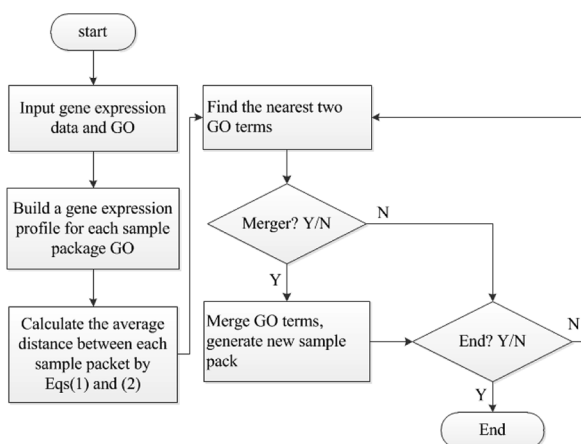 start
Input gene expression
data and GO
Build a gene expression
profile for each sample
package GO
Calculate the average
distance between each
sample packet by
Eqs(1) and (2)
Find the nearest two
GO terms
Merger? Y/N
N
Y
Merge GO terms,
generate new sample
pack
End? Y/N
N
Y
End